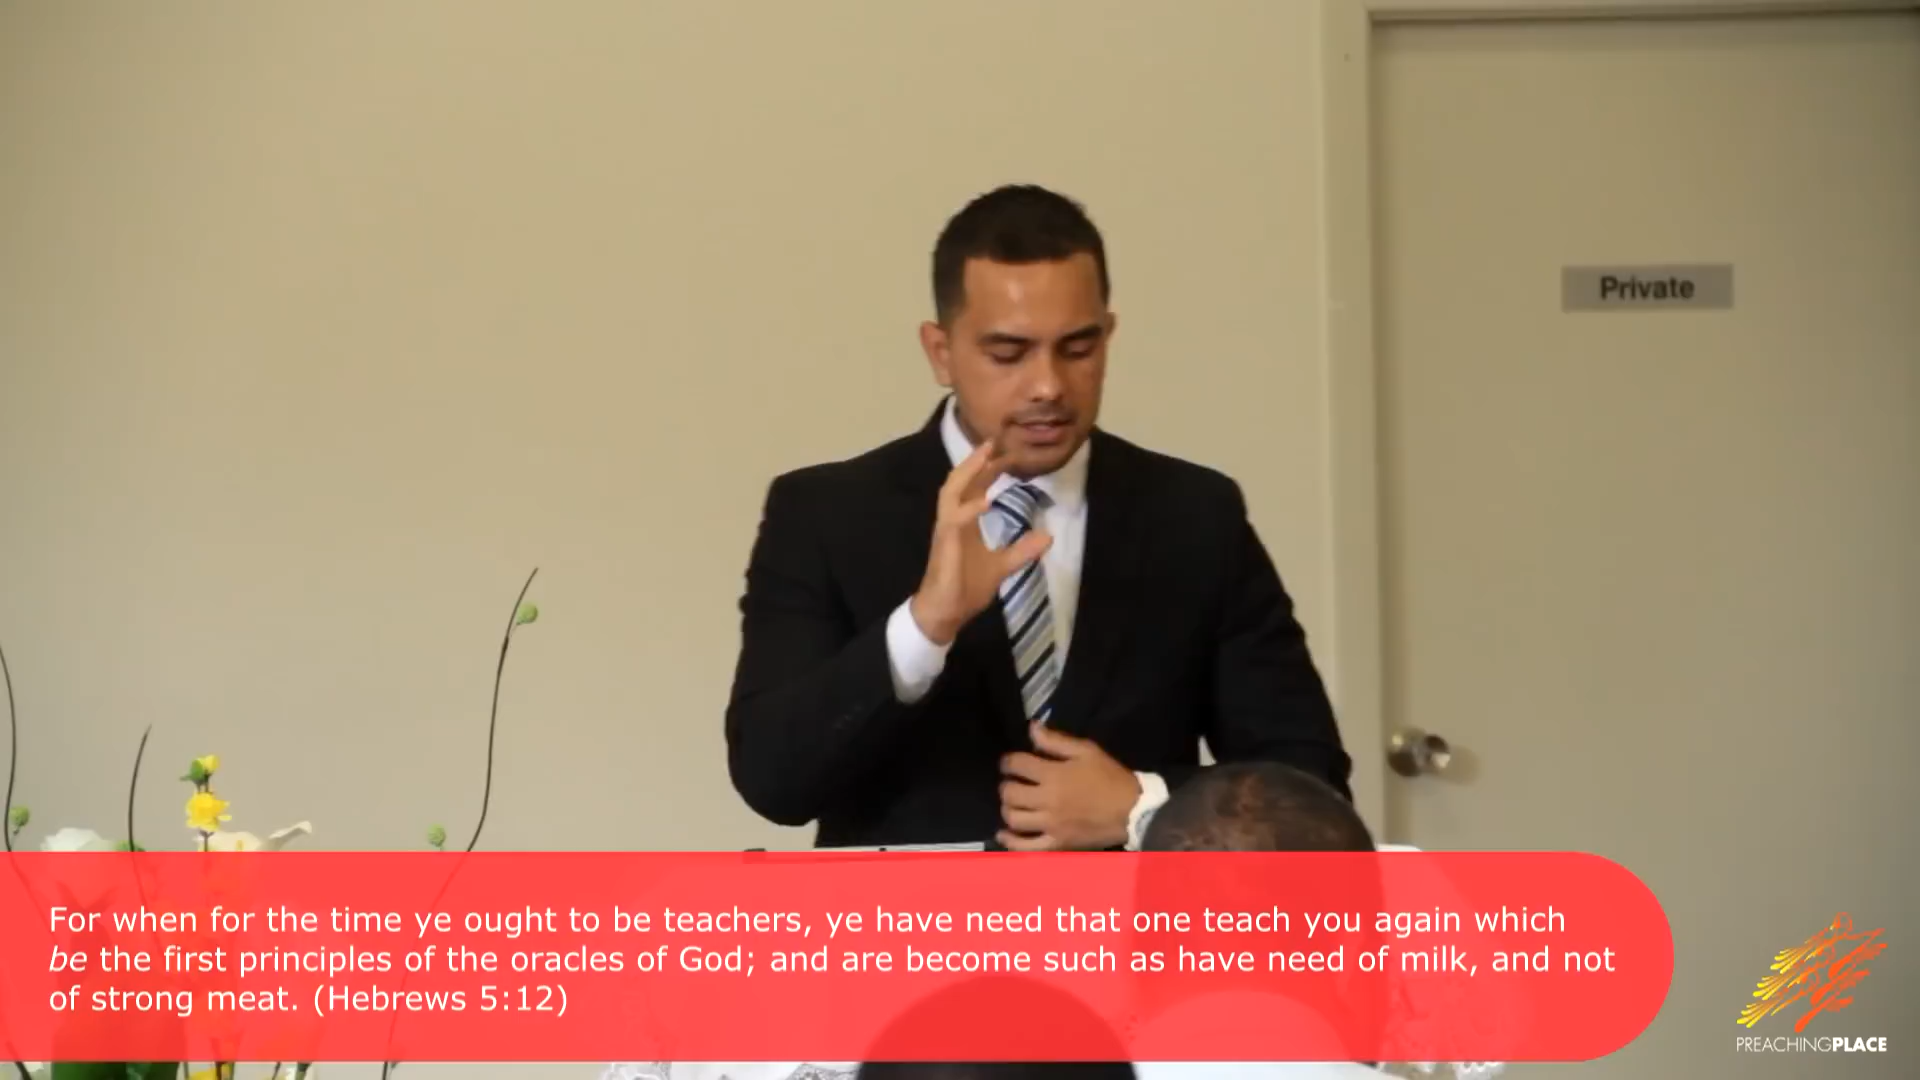 Private
For when for the time ye ought to be teachers, ye have need that one teach you again which
be the first principles of the oracles of God; and are become such as have need of milk, and not
of strong meat. (Hebrews 5:12)
PREACHINGPLACE